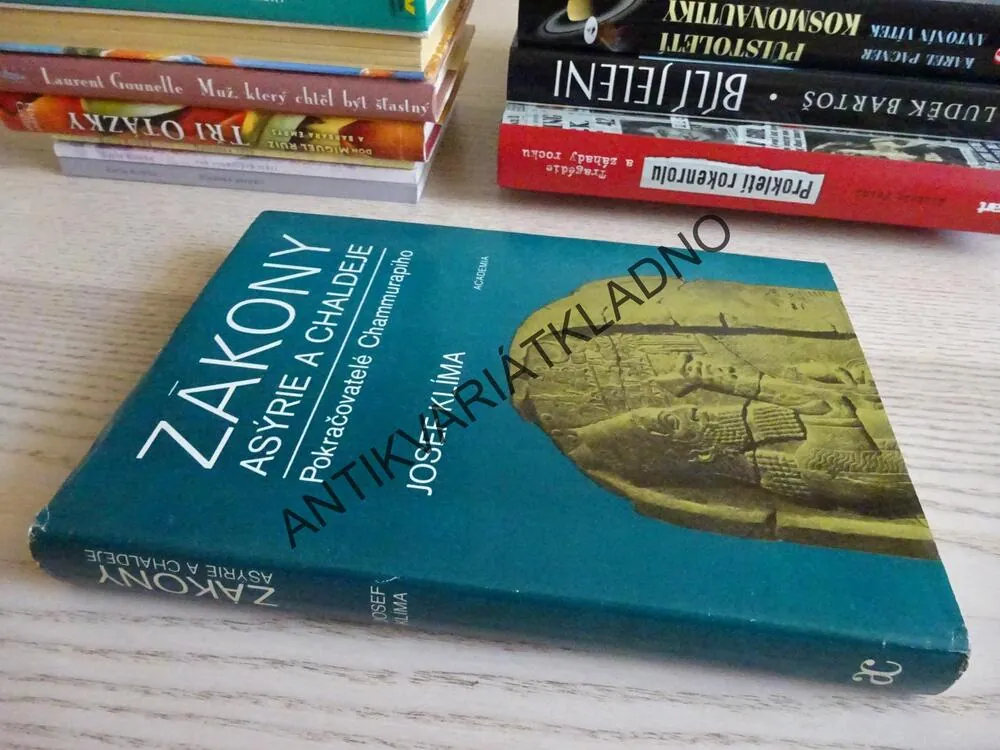 Laurent Gounelle Muž, který chtěl být šťastný
DON MIGUEL RUIZ
A BARBARA EMRYS
TŘI OTÁZKY
KAREL PACNER
ANTONÍN VÍTEK
PŮLSTOLETÍ
KOSMONAUTIKY
LUDĚK BARTOŠ • BÍLÍ JELENI
Prokletí rokenrolu
Tragédie
a záhady rocku
ZÁKONY
ASÝRIE A CHALDEJE
Pokračovatelé Chammurapiho
JOSEF KLÍMA
ACADEMIA
ANTIKVARIÁTKLADNO
ZÁKONY
ASÝRIE A CHALDEJE
JOSEF
KLÍMA